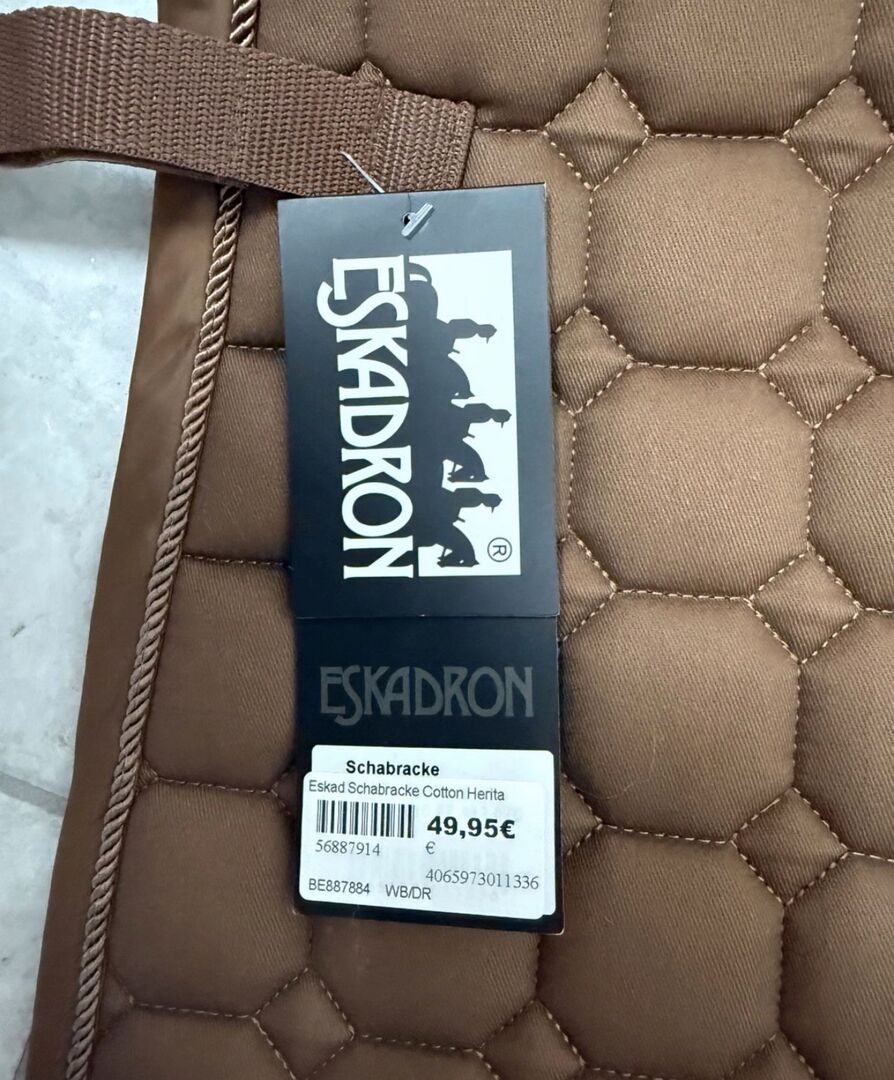 ESKADRON
®
ESKADRON
Schabracke
Eskad Schabracke Cotton Herita
49,95€
56887914
€
4065973011336
BE887884 WB/DR